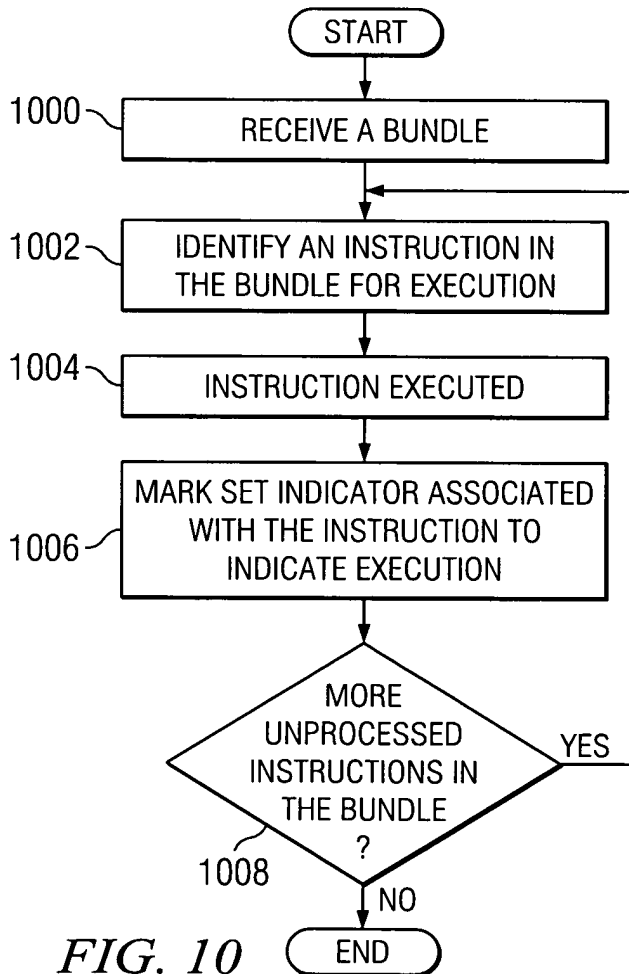 START
1000
RECEIVE A BUNDLE
1002
IDENTIFY AN INSTRUCTION IN
THE BUNDLE FOR EXECUTION
1004
INSTRUCTION EXECUTED
1006
MARK SET INDICATOR ASSOCIATED
WITH THE INSTRUCTION TO
INDICATE EXECUTION
MORE
UNPROCESSED
INSTRUCTIONS IN
THE BUNDLE
?
YES
1008
NO
END
FIG. 10